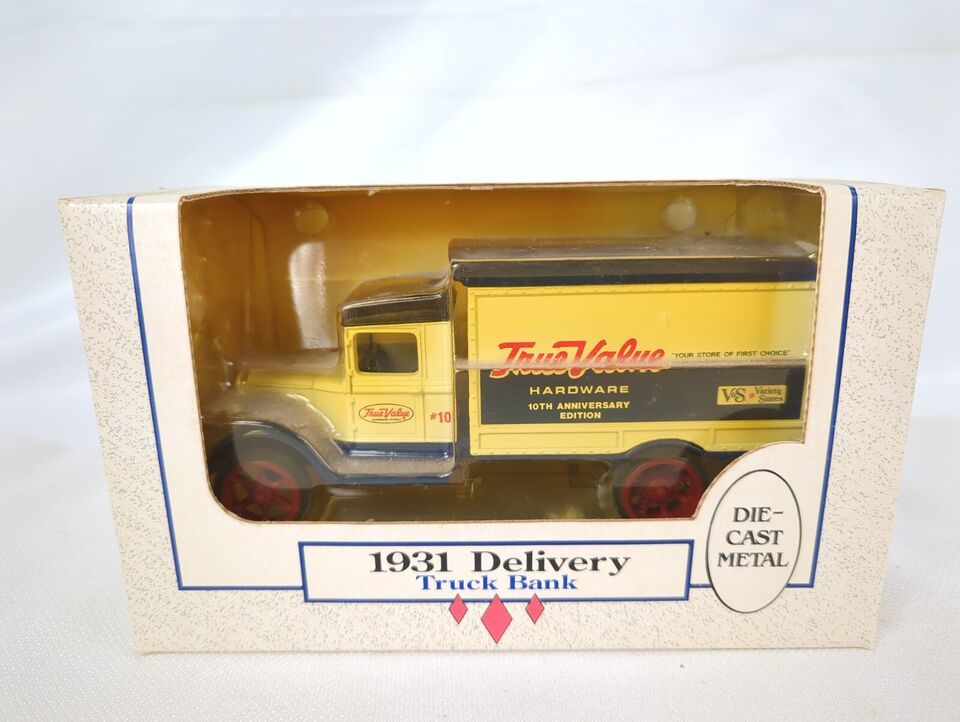 True Value
"YOUR STORE OF FIRST CHOICE"
HARDWARE
10TH ANNIVERSARY
EDITION
V&S Variety
Stores
True Value
#10
1931 Delivery
Truck Bank
DIE-
CAST
METAL